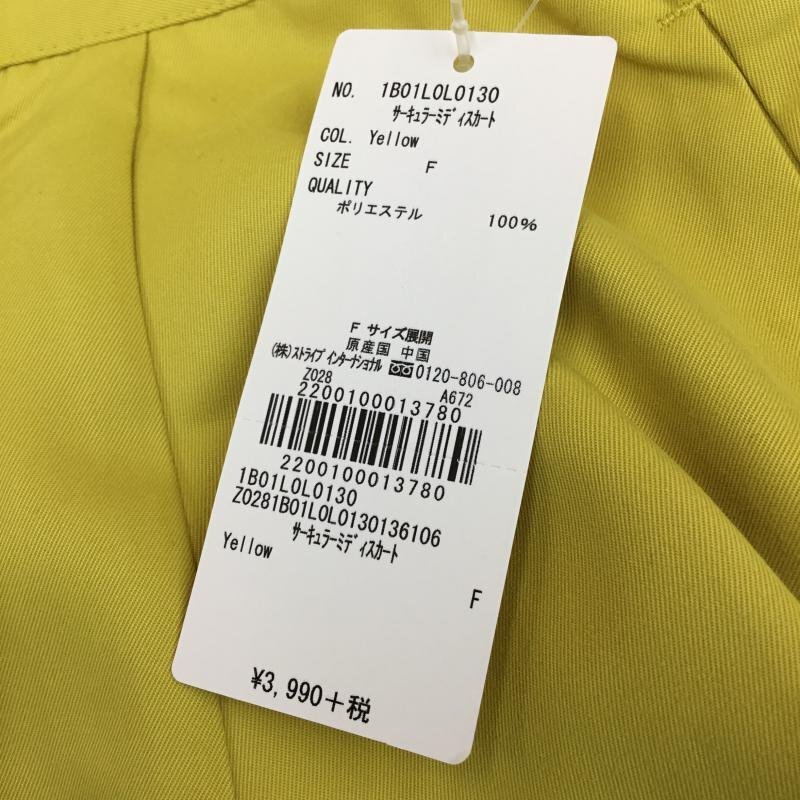 NO. 1B01L0L0130
ｻｰｷｭﾗｰﾐﾃﾞｨｽｶｰﾄ
COL. Yellow
SIZE F
QUALITY
ポリエステル 100%
F サイズ展開
原産国 中国
(株)ｽﾄﾗｲﾌﾟ ｲﾝﾀｰﾅｼｮﾅﾙ 0120-806-008
Z028 A672
2200100013780
2200100013780
1B01L0L0130
Z0281B01L0L0130136106
ｻｰｷｭﾗｰﾐﾃﾞｨｽｶｰﾄ
Yellow
F
¥3,990+税